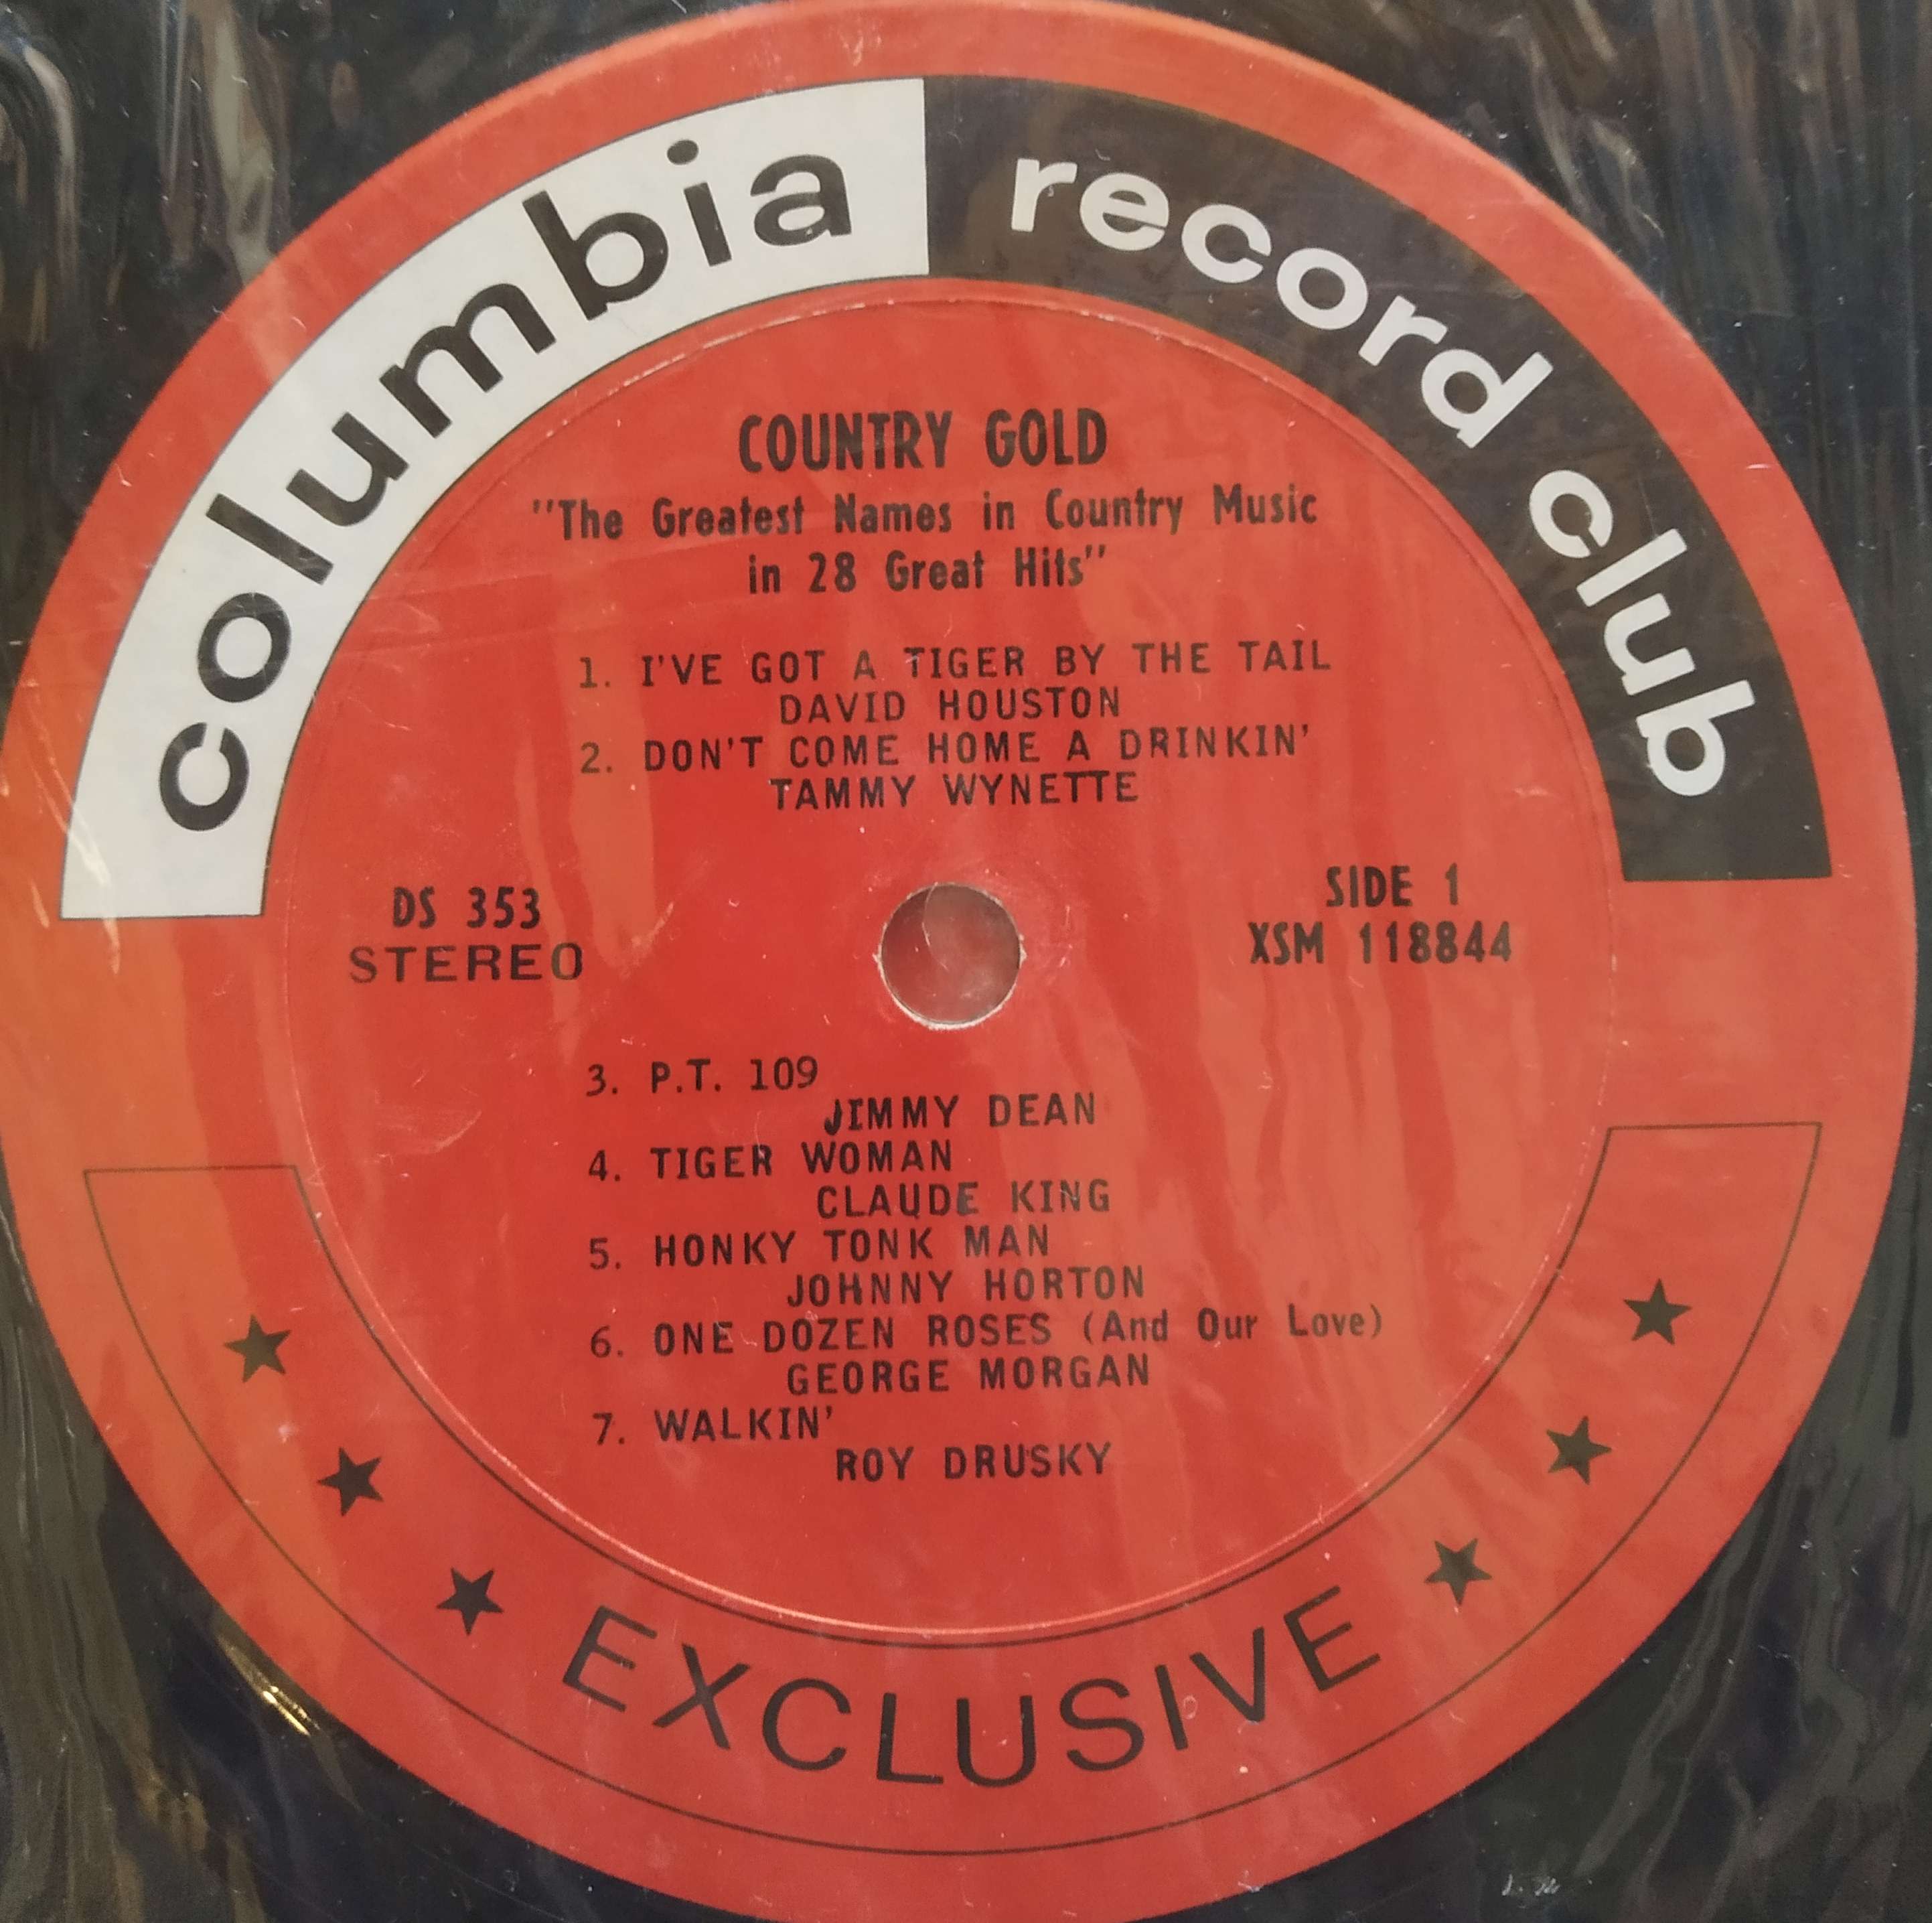 columbia record club
COUNTRY GOLD
"The Greatest Names in Country Music
in 28 Great Hits"
1. I'VE GOT A TIGER BY THE TAIL
DAVID HOUSTON
2. DON'T COME HOME A DRINKIN'
TAMMY WYNETTE
DS 353
STEREO
SIDE 1
XSM 118844
3. P.T. 109
JIMMY DEAN
4. TIGER WOMAN
CLAUDE KING
5. HONKY TONK MAN
JOHNNY HORTON
6. ONE DOZEN ROSES (And Our Love)
GEORGE MORGAN
7. WALKIN'
ROY DRUSKY
★ ★ ★ EXCLUSIVE ★ ★ ★